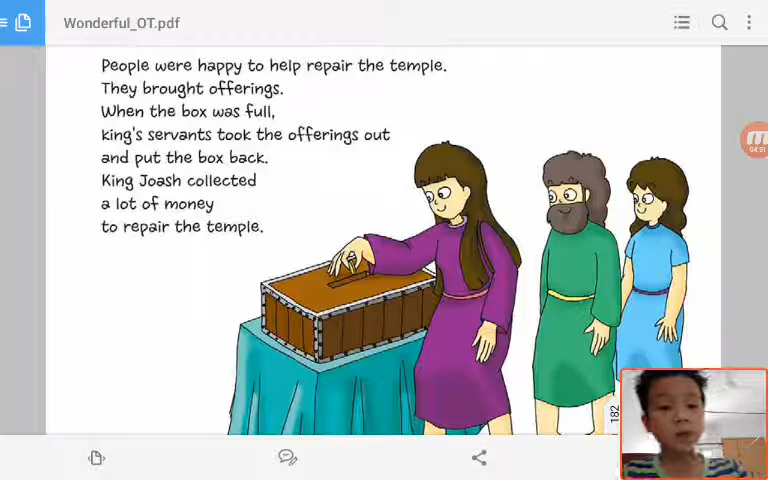 Wonderful_OT.pdf
People were happy to help repair the temple.
They brought offerings.
When the box was full,
king's servants took the offerings out
and put the box back.
King Joash collected
a lot of money
to repair the temple.
04:31
182